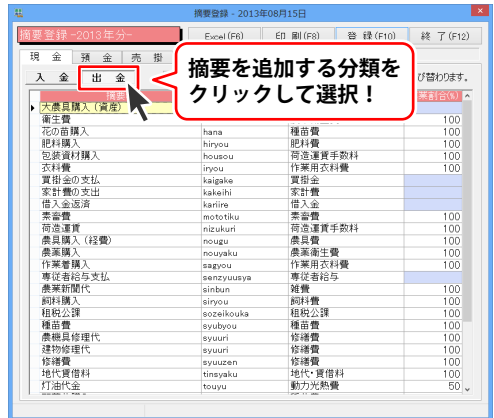 摘要登録 - 2013年08月15日
摘要登録 -2013年分-
Excel(F6) 印刷(F8) 登録(F10) 終了(F12)
現金 預金 売掛
入金 出金
び替わります。
摘要を追加する分類を
クリックして選択！
摘要 業割合(%)
大農具購入（資産）
衛生費 100
花の苗購入 hana 種苗費 100
肥料購入 hiryou 肥料費 100
包装資材購入 housou 荷造運賃手数料 100
衣料費 iryou 作業用衣料費 100
買掛金の支払 kaigake 買掛金
家計費の支出 kakeihi 家計費
借入金返済 kariire 借入金
素畜費 mototiku 素畜費 100
荷造運賃 nizukuri 荷造運賃手数料 100
農具購入（経費） nougu 農具費 100
農薬購入 nouyaku 農薬衛生費 100
作業着購入 sagyou 作業用衣料費 100
専従者給与支払 senzyuusya 専従者給与
農業新聞代 sinbun 雑費 100
飼料購入 siryou 飼料費 100
租税公課 sozeikouka 租税公課 100
種苗費 syubyou 種苗費 100
農機具修理代 syuuri 修繕費 100
建物修理代 syuuri 修繕費 100
修繕費 syuuzen 修繕費 100
地代賃借料 tinsyaku 地代・賃借料 100
灯油代金 touyu 動力光熱費 50